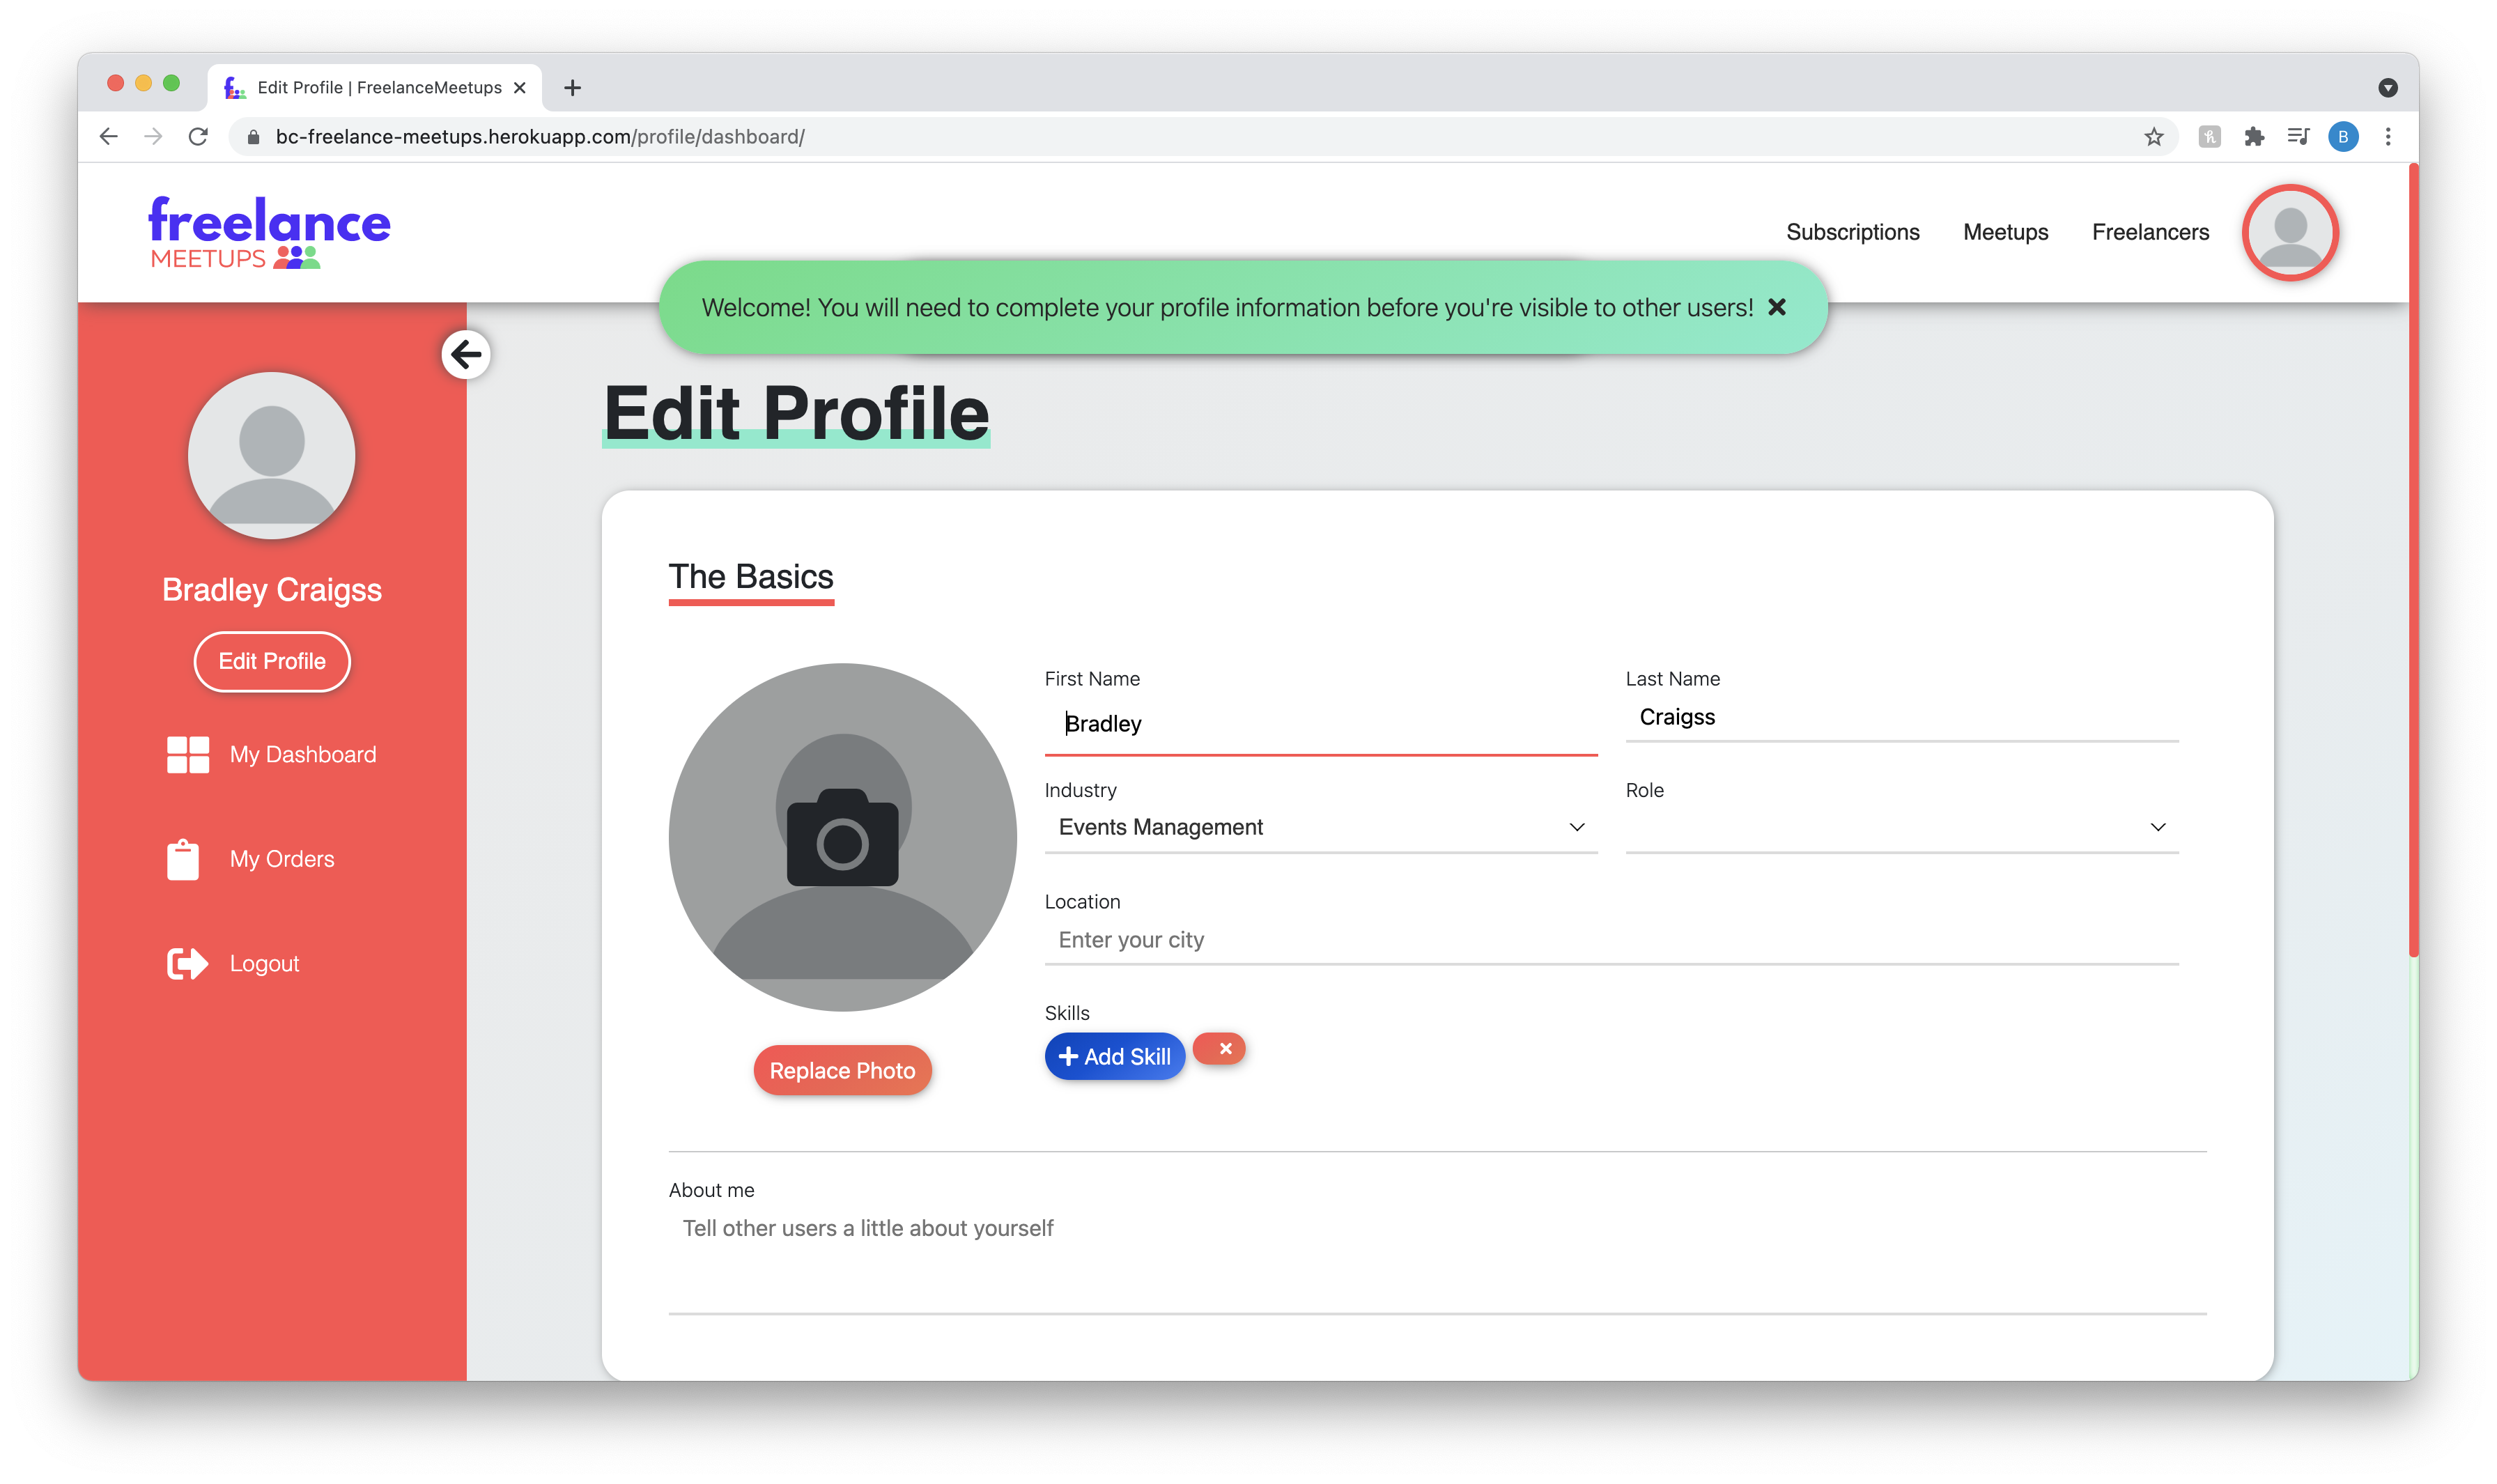 Edit Profile | FreelanceMeetups
bc-freelance-meetups.herokuapp.com/profile/dashboard/
B
freelance
MEETUPS
Subscriptions
Meetups
Freelancers
Welcome! You will need to complete your profile information before you're visible to other users!
Bradley Craigss
Edit Profile
My Dashboard
My Orders
Logout
Edit Profile
The Basics
Replace Photo
First Name
Bradley
Last Name
Craigss
Industry
Events Management
Role
Location
Enter your city
Skills
Add Skill
About me
Tell other users a little about yourself